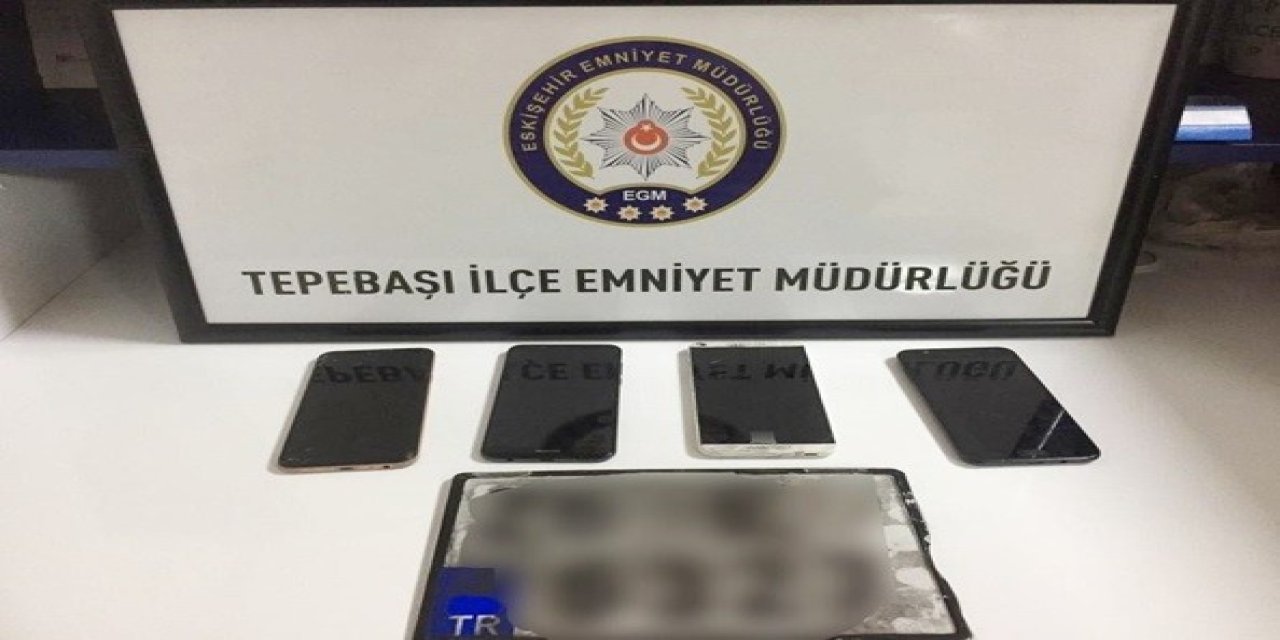 ESKİŞEHİR EMNİYET MÜDÜRLÜĞÜ
EGM
TEPEBAŞI İLÇE EMNİYET MÜDÜRLÜĞÜ
TR